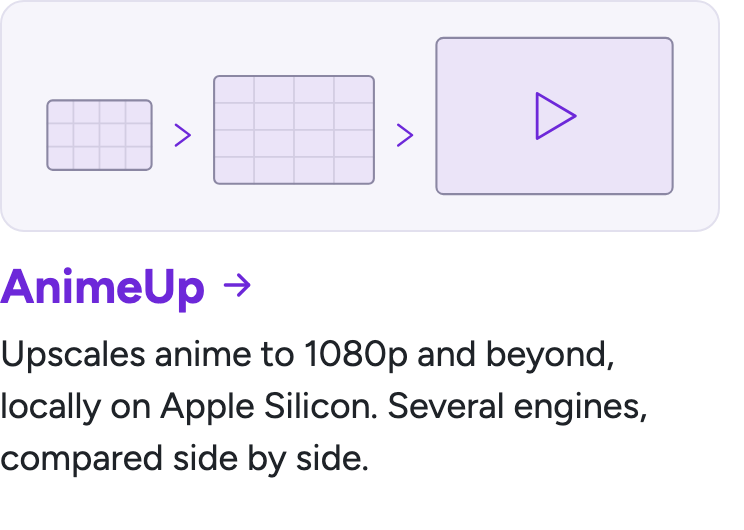 AnimeUp →
Upscales anime to 1080p and beyond,
locally on Apple Silicon. Several engines,
compared side by side.